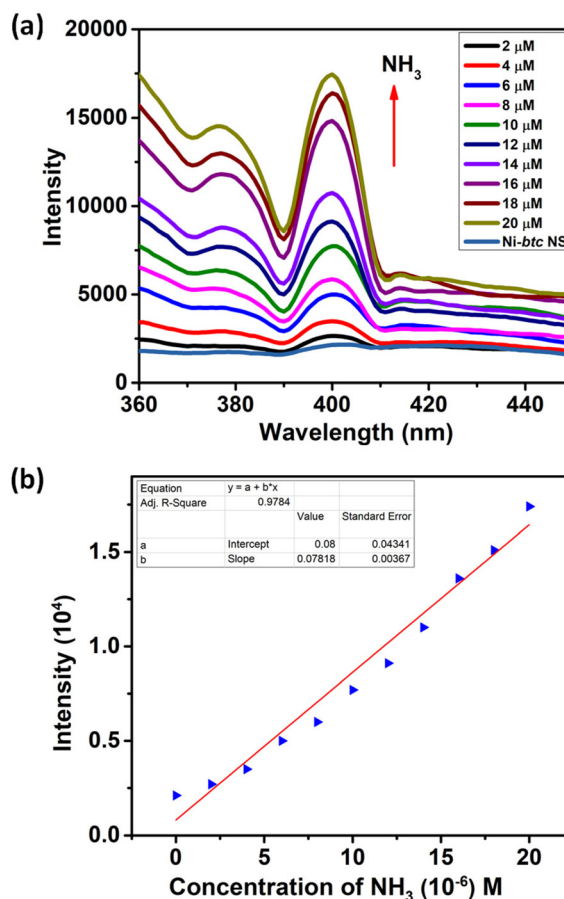 (a)
20000
15000
10000
5000
0
Intensity
NH3
2 μM
4 μM
6 μM
8 μM
10 μM
12 μM
14 μM
16 μM
18 μM
20 μM
Ni-btc NS
360 380 400 420 440
Wavelength (nm)
(b)
Equation y = a + b*x
Adj. R-Square 0.9784
Value Standard Error
a Intercept 0.08 0.04341
b Slope 0.07818 0.00367
1.5
1.0
0.5
0.0
Intensity (10^4)
0 5 10 15 20
Concentration of NH3 (10^-6) M